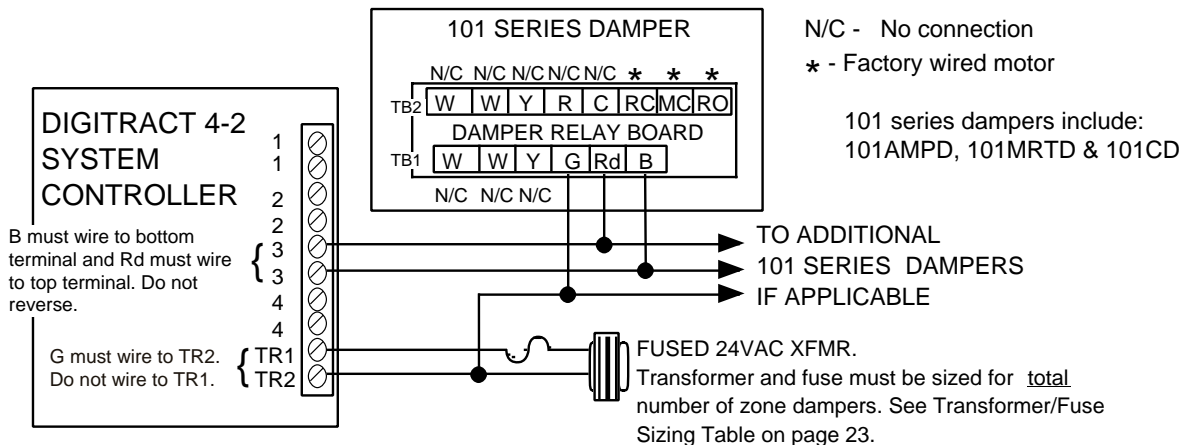 101 SERIES DAMPER
N/C N/C N/C N/C N/C * * *
TB2 W W Y R C RC MC RO
DAMPER RELAY BOARD
TB1 W W Y G Rd B
N/C N/C N/C
N/C - No connection
* - Factory wired motor
101 series dampers include:
101AMPD, 101MRTD & 101CD
DIGITRACT 4-2
SYSTEM
CONTROLLER
1
1
2
2
3
3
4
4
TR1
TR2
B must wire to bottom
terminal and Rd must wire
to top terminal. Do not
reverse.
G must wire to TR2.
Do not wire to TR1.
TO ADDITIONAL
101 SERIES DAMPERS
IF APPLICABLE
FUSED 24VAC XFMR.
Transformer and fuse must be sized for total
number of zone dampers. See Transformer/Fuse
Sizing Table on page 23.